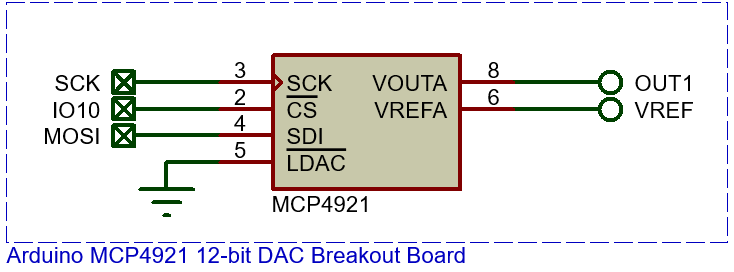 SCK 3 SCK VOUTA 8 OUT1
IO10 2 CS VREFA 6 VREF
MOSI 4 SDI
5 LDAC
MCP4921
Arduino MCP4921 12-bit DAC Breakout Board